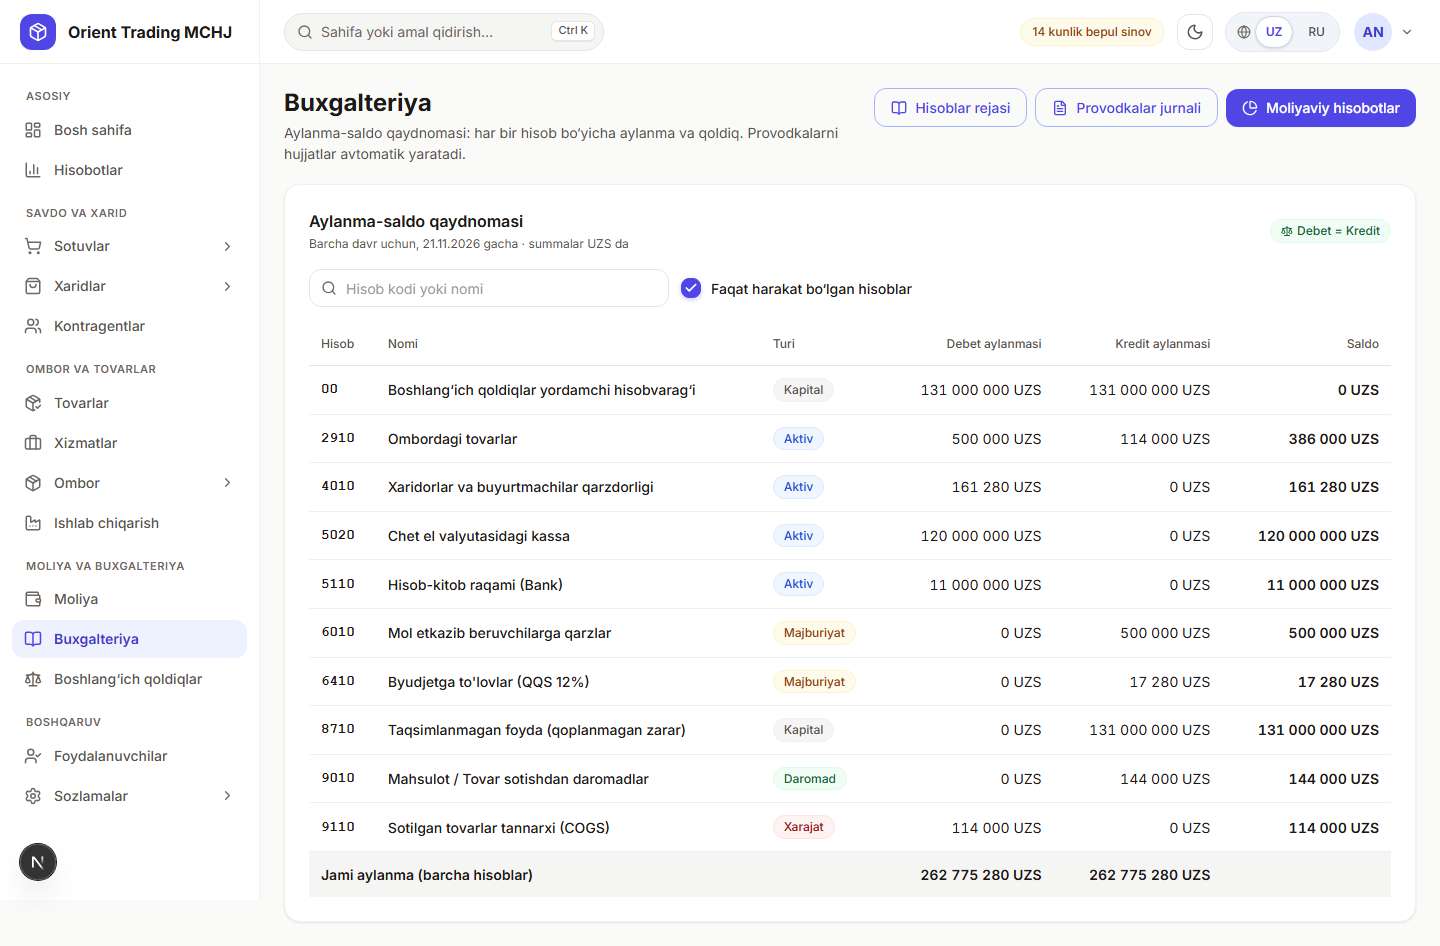 Orient Trading MCHJ
Sahifa yoki amal qidirish...
Ctrl K
14 kunlik bepul sinov
UZ
RU
AN
ASOSIY
Bosh sahifa
Hisobotlar
SAVDO VA XARID
Sotuvlar
Xaridlar
Kontragentlar
OMBOR VA TOVARLAR
Tovarlar
Xizmatlar
Ombor
Ishlab chiqarish
MOLIYA VA BUXGALTERIYA
Moliya
Buxgalteriya
Boshlang‘ich qoldiqlar
BOSHQARUV
Foydalanuvchilar
Sozlamalar
N
Buxgalteriya
Aylanma-saldo qaydnomasi: har bir hisob bo‘yicha aylanma va qoldiq. Provodkalarni
hujjatlar avtomatik yaratadi.
Hisoblar rejasi
Provodkalar jurnali
Moliyaviy hisobotlar
Aylanma-saldo qaydnomasi
Barcha davr uchun, 21.11.2026 gacha · summalar UZS da
Debet = Kredit
Hisob kodi yoki nomi
Faqat harakat bo‘lgan hisoblar
Hisob Nomi Turi Debet aylanmasi Kredit aylanmasi Saldo
00 Boshlang‘ich qoldiqlar yordamchi hisobvarag‘i Kapital 131 000 000 UZS 131 000 000 UZS 0 UZS
2910 Ombordagi tovarlar Aktiv 500 000 UZS 114 000 UZS 386 000 UZS
4010 Xaridorlar va buyurtmachilar qarzdorligi Aktiv 161 280 UZS 0 UZS 161 280 UZS
5020 Chet el valyutasidagi kassa Aktiv 120 000 000 UZS 0 UZS 120 000 000 UZS
5110 Hisob-kitob raqami (Bank) Aktiv 11 000 000 UZS 0 UZS 11 000 000 UZS
6010 Mol etkazib beruvchilarga qarzlar Majburiyat 0 UZS 500 000 UZS 500 000 UZS
6410 Byudjetga to'lovlar (QQS 12%) Majburiyat 0 UZS 17 280 UZS 17 280 UZS
8710 Taqsimlanmagan foyda (qoplanmagan zarar) Kapital 0 UZS 131 000 000 UZS 131 000 000 UZS
9010 Mahsulot / Tovar sotishdan daromadlar Daromad 0 UZS 144 000 UZS 144 000 UZS
9110 Sotilgan tovarlar tannarxi (COGS) Xarajat 114 000 UZS 0 UZS 114 000 UZS
Jami aylanma (barcha hisoblar) 262 775 280 UZS 262 775 280 UZS